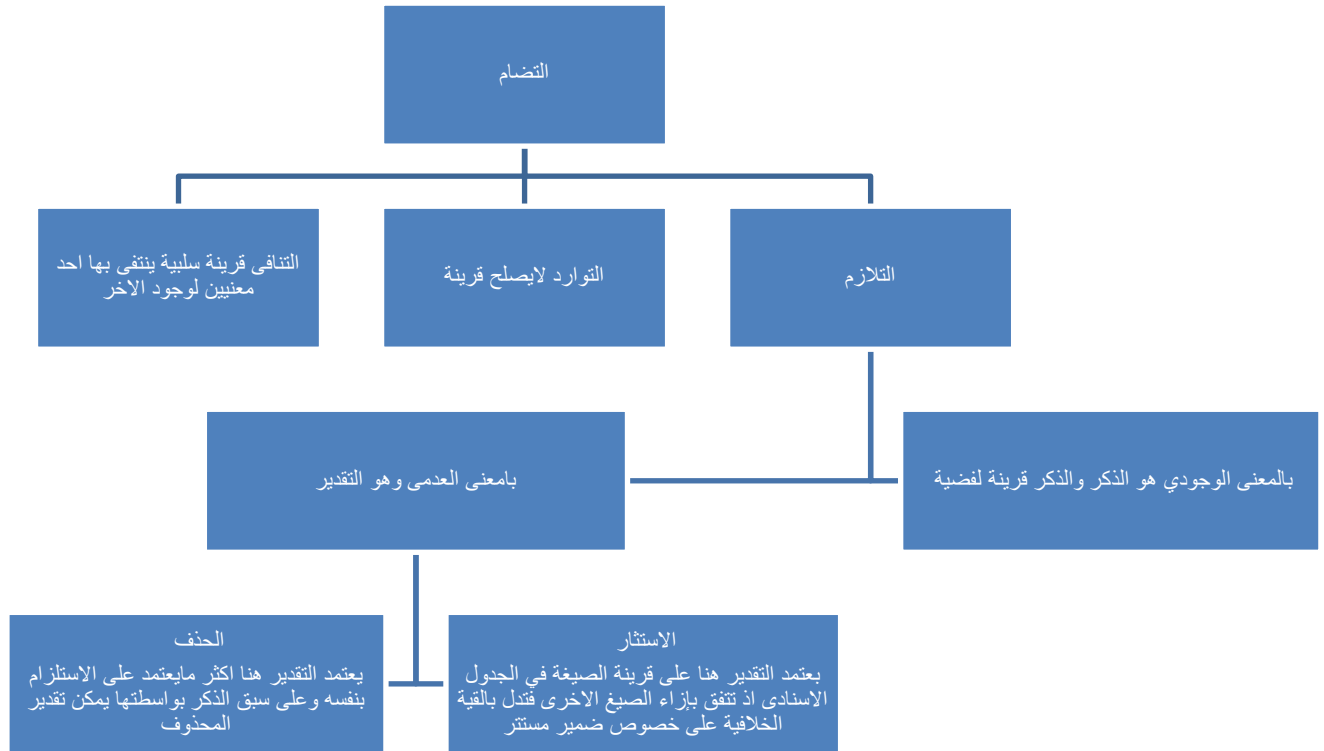 التضام
التلازم
التوارد لايصلح قرينة
التنافى قرينة سلبية ينتفى بها احد
معنيين لوجود الاخر
بالمعنى الوجودي هو الذكر والذكر قرينة لفضية
بامعنى العدمى وهو التقدير
الاستثار
بعتمد التقدير هنا على قرينة الصيغة في الجدول
الاسنادى اذ تتفق بإزاء الصيغ الاخرى فتدل بالقية
الخلافية على خصوص ضمير مستتر
الحذف
يعتمد التقدير هنا اكثر مايعتمد على الاستلزام
بنفسه وعلى سبق الذكر بواسطتها يمكن تقدير
المحذوف